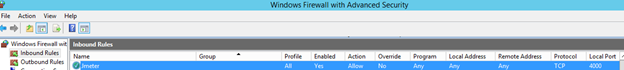 Windows Firewall with Advanced Security
File Action View Help
Windows Firewall wit
Inbound Rules
Outbound Rules
Inbound Rules
Name Group Profile Enabled Action Override Program Local Address Remote Address Protocol Local Port
Jmeter All Yes Allow No Any Any Any TCP 4000